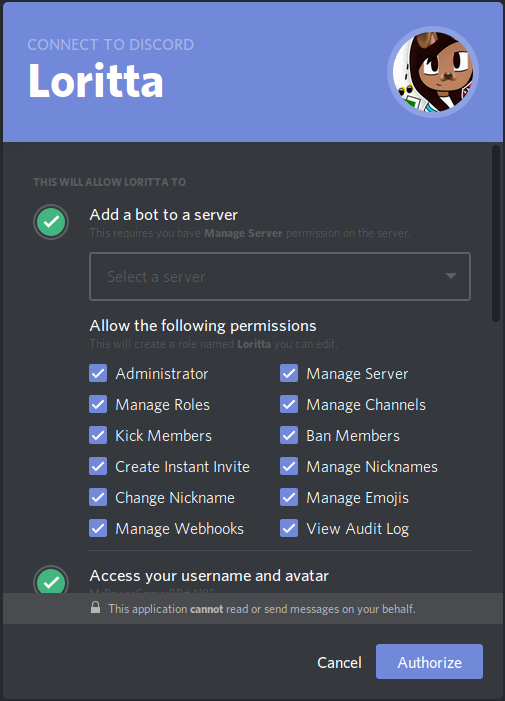 CONNECT TO DISCORD
Loritta
THIS WILL ALLOW LORITTA TO
Add a bot to a server
This requires you have Manage Server permission on the server.
Select a server
Allow the following permissions
This will create a role named Loritta you can edit.
Administrator Manage Server
Manage Roles Manage Channels
Kick Members Ban Members
Create Instant Invite Manage Nicknames
Change Nickname Manage Emojis
Manage Webhooks View Audit Log
Access your username and avatar
This application cannot read or send messages on your behalf.
Cancel Authorize